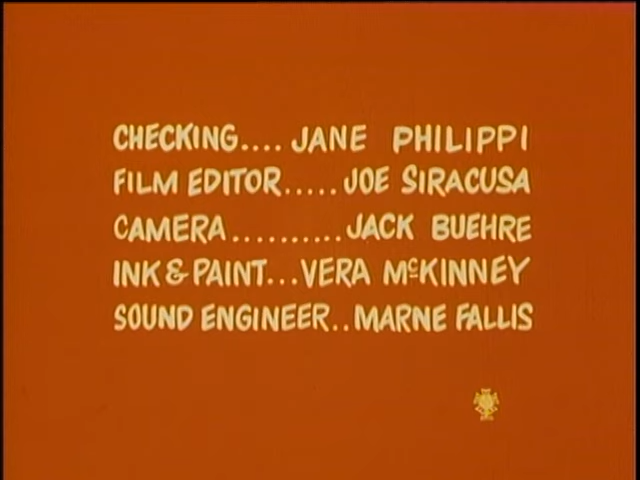 CHECKING.... JANE PHILIPPI
FILM EDITOR..... JOE SIRACUSA
CAMERA.......... JACK BUEHRE
INK & PAINT... VERA McKINNEY
SOUND ENGINEER.. MARNE FALLIS